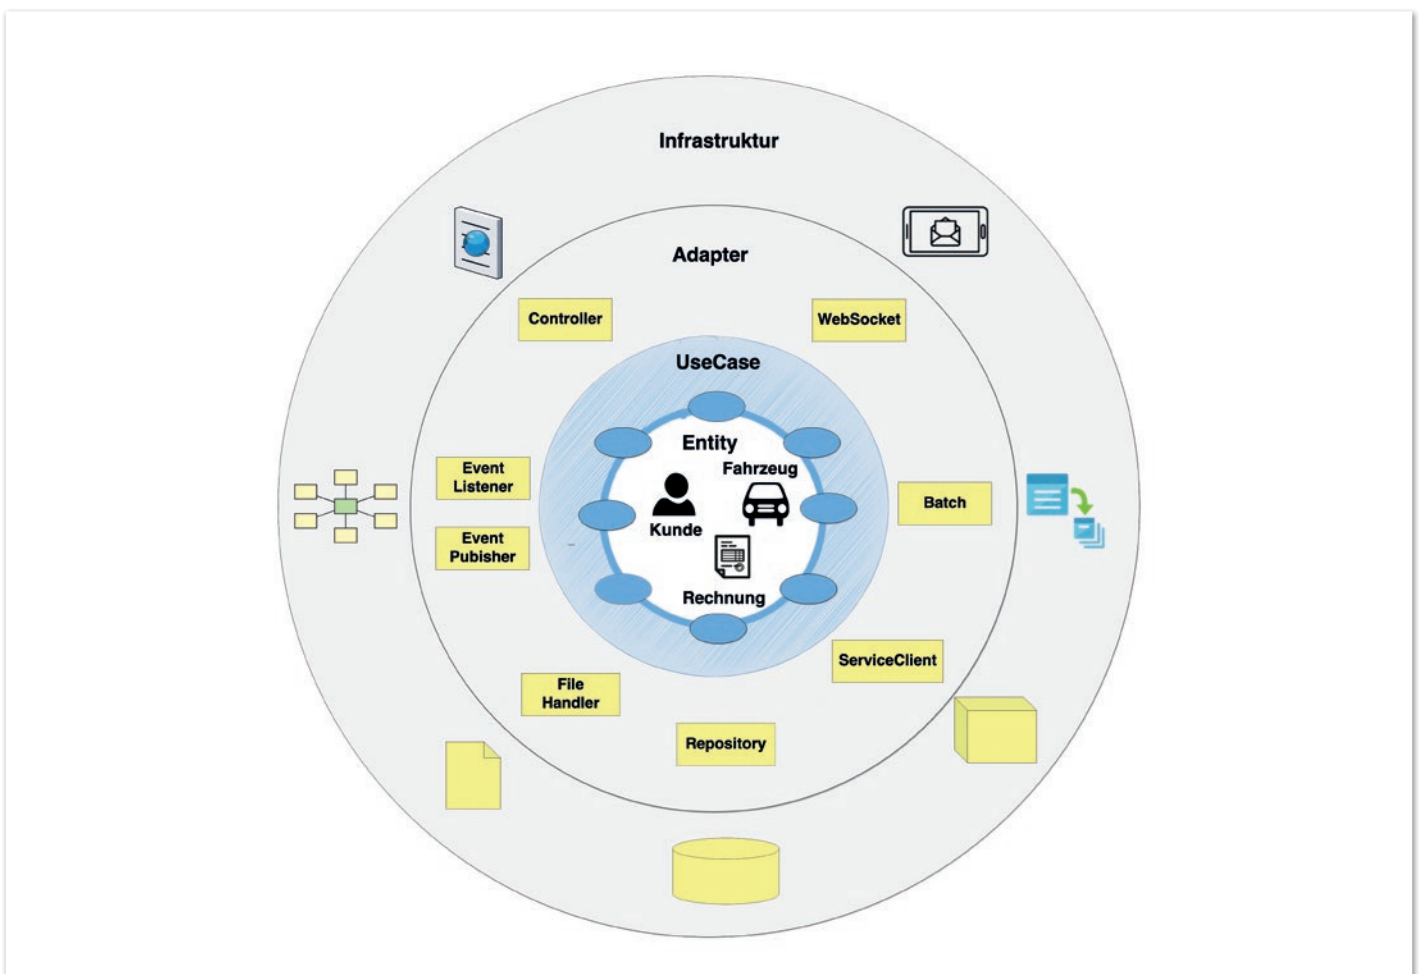 Infrastruktur
Adapter
Controller
WebSocket
UseCase
Entity
Fahrzeug
Event
Listener
Batch
Kunde
Event
Pubisher
Rechnung
ServiceClient
File
Handler
Repository